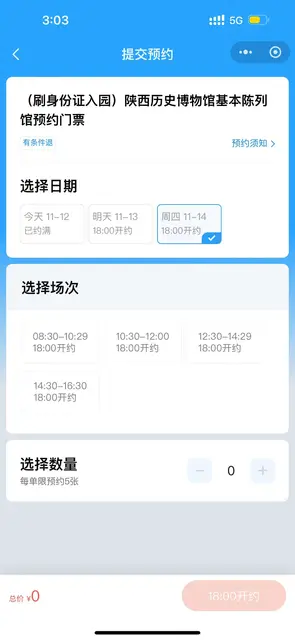 3:03
5G
提交预约
（刷身份证入园）陕西历史博物馆基本陈列
馆预约门票
有条件退
预约须知 >
选择日期
今天 11-12
已约满
明天 11-13
18:00开约
周四 11-14
18:00开约
选择场次
08:30-10:29
18:00开约
10:30-12:00
18:00开约
12:30-14:29
18:00开约
14:30-16:30
18:00开约
选择数量
每单限预约5张
0
总价 ¥0
18:00开约